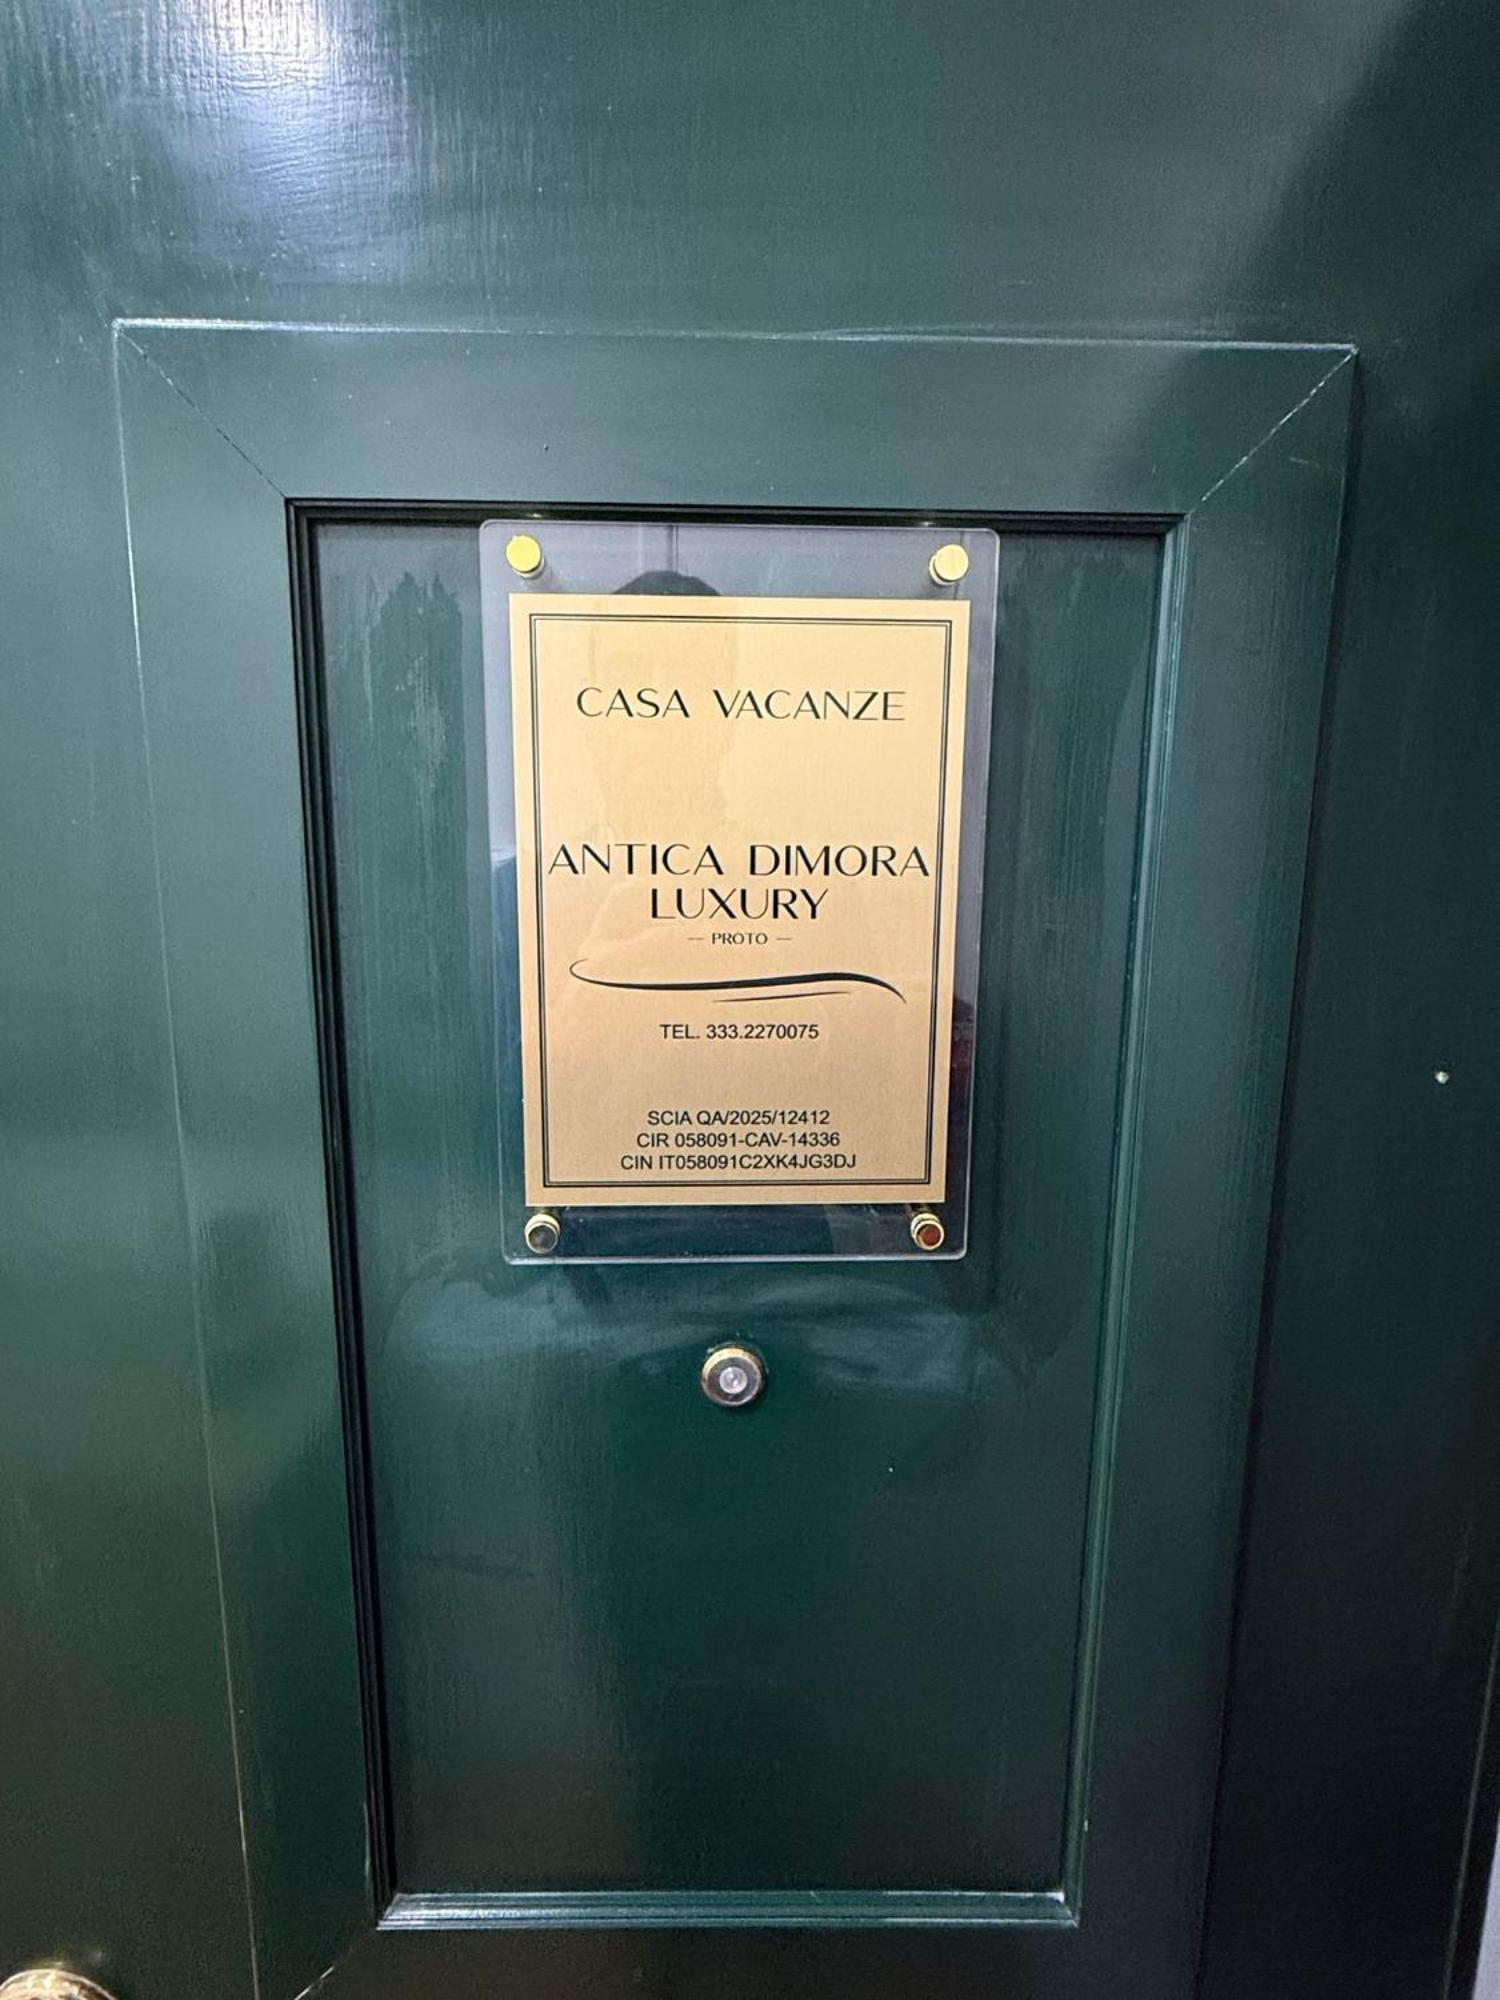 CASA VACANZE
ANTICA DIMORA
LUXURY
— PROTO —
TEL. 333.2270075
SCIA QA/2025/12412
CIR 058091-CAV-14336
CIN IT058091C2XK4JG3DJ